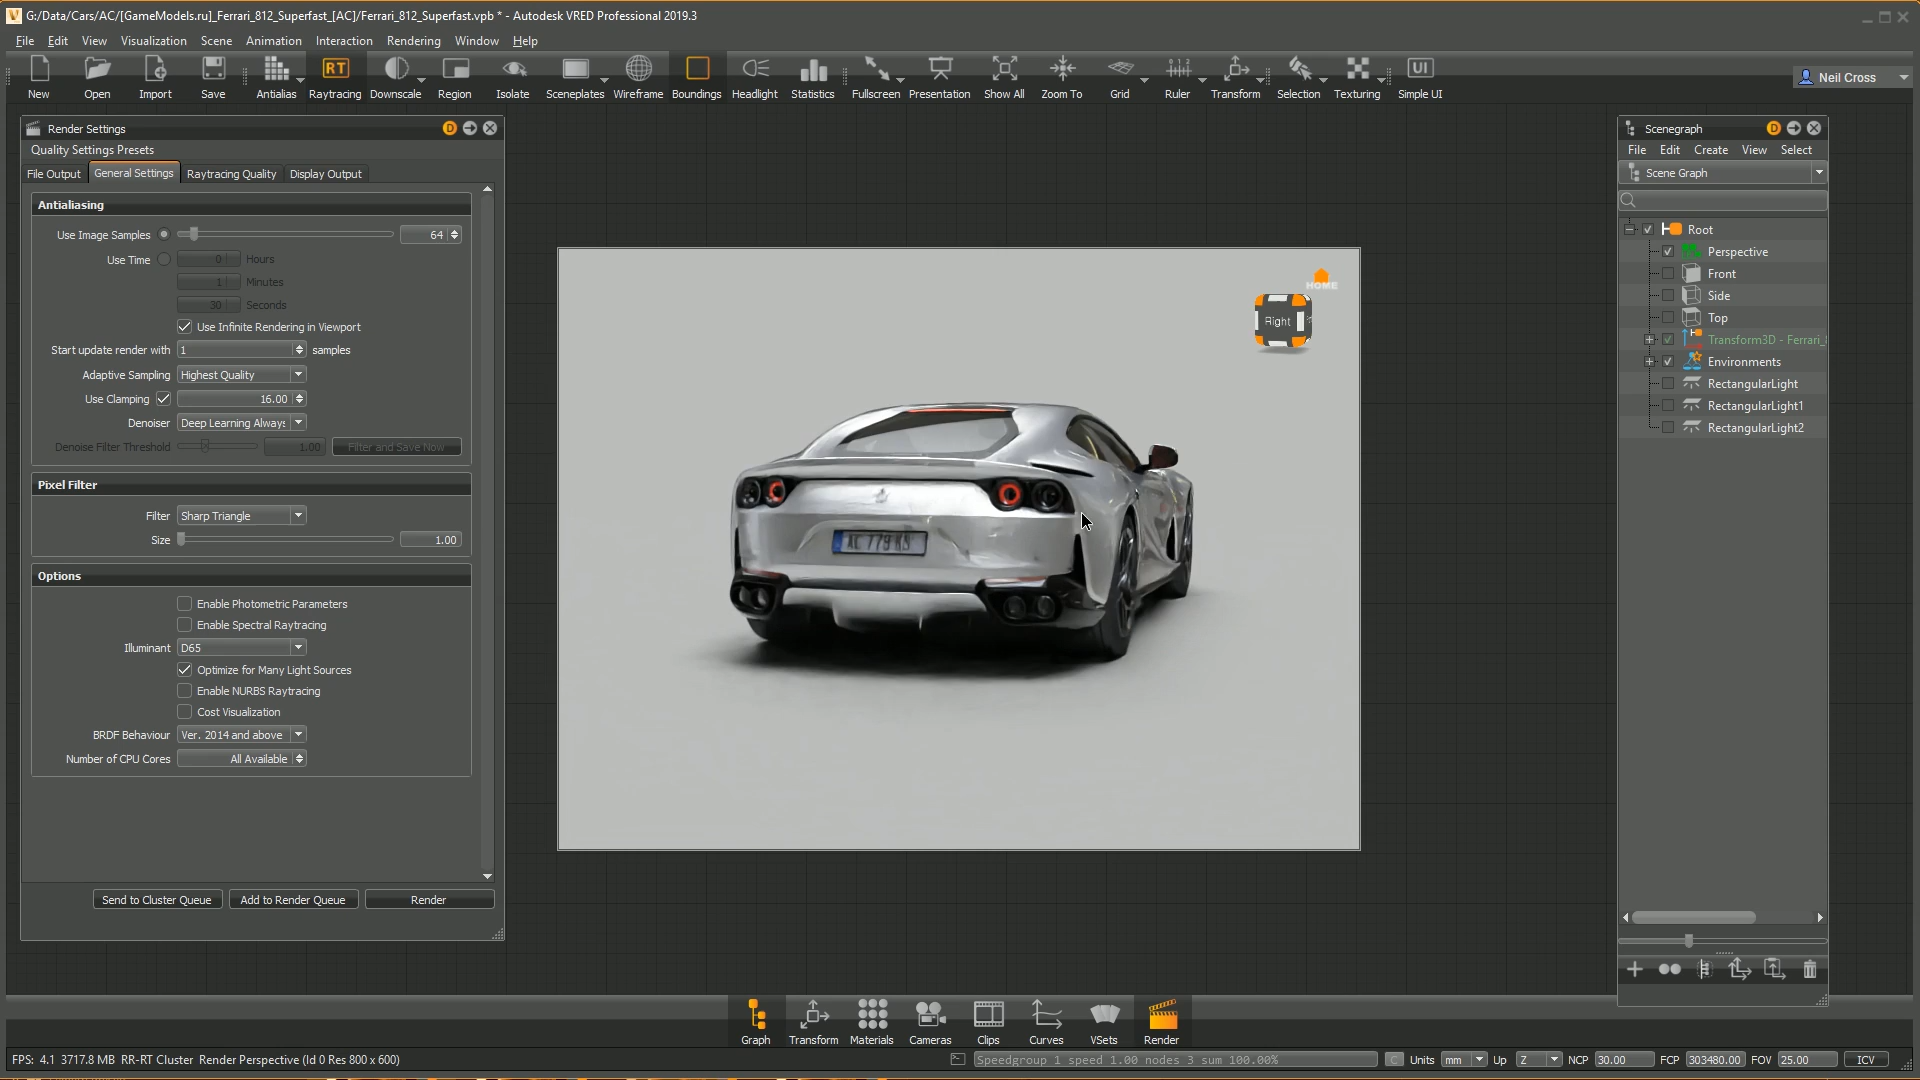 G:/Data/Cars/AC/[GameModels.ru]_Ferrari_812_Superfast_[AC]/Ferrari_812_Superfast.vpb * - Autodesk VRED Professional 2019.3
File Edit View Visualization Scene Animation Interaction Rendering Window Help
New Open Import Save Antialias Raytracing Downscale Region Isolate Sceneplates Wireframe Boundings Headlight Statistics Fullscreen Presentation Show All Zoom To Grid Ruler Transform Selection Texturing Simple UI
RT
UI
Neil Cross
Render Settings
D
Quality Settings Presets
File Output General Settings Raytracing Quality Display Output
Antialiasing
Use Image Samples 64
Use Time 0 Hours
1 Minutes
30 Seconds
Use Infinite Rendering in Viewport
Start update render with 1 samples
Adaptive Sampling Highest Quality
Use Clamping 16.00
Denoiser Deep Learning Always
Denoise Filter Threshold 1.00 Filter and Save Now
Pixel Filter
Filter Sharp Triangle
Size 1.00
Options
Enable Photometric Parameters
Enable Spectral Raytracing
Illuminant D65
Optimize for Many Light Sources
Enable NURBS Raytracing
Cost Visualization
BRDF Behaviour Ver. 2014 and above
Number of CPU Cores All Available
Send to Cluster Queue Add to Render Queue Render
HOME
Right
779
Scenegraph
D
File Edit Create View Select
Scene Graph
Root
Perspective
Front
Side
Top
Transform3D - Ferrari_
Environments
RectangularLight
RectangularLight1
RectangularLight2
Graph Transform Materials Cameras Clips Curves VSets Render
FPS: 4.1 3717.8 MB RR-RT Cluster Render Perspective (Id 0 Res 800 x 600)
Speedgroup 1 speed 1.00 nodes 3 sum 100.00%
C Units mm Up Z NCP 30.00 FCP 303480.00 FOV 25.00 ICV